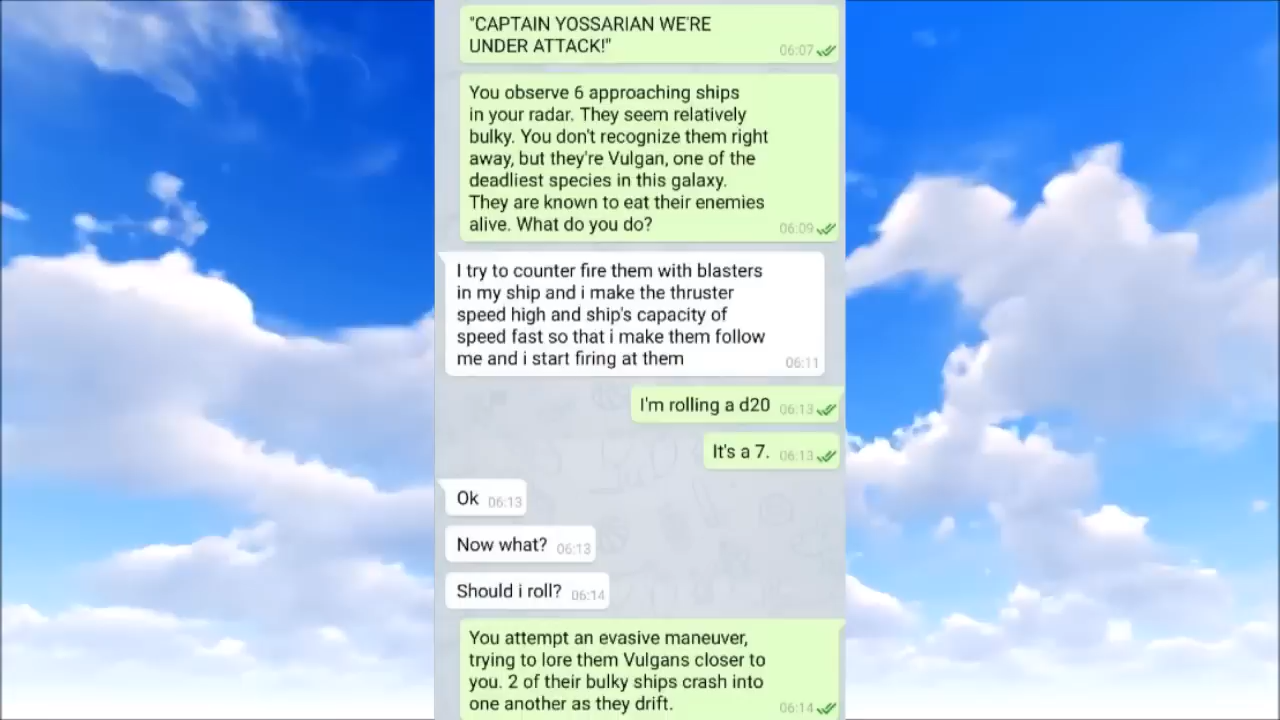 "CAPTAIN YOSSARIAN WE'RE
UNDER ATTACK!"
06:07
You observe 6 approaching ships
in your radar. They seem relatively
bulky. You don't recognize them right
away, but they're Vulgan, one of the
deadliest species in this galaxy.
They are known to eat their enemies
alive. What do you do?
06:09
I try to counter fire them with blasters
in my ship and i make the thruster
speed high and ship's capacity of
speed fast so that i make them follow
me and i start firing at them
06:11
I'm rolling a d20 06:13
It's a 7. 06:13
Ok 06:13
Now what? 06:13
Should i roll? 06:14
You attempt an evasive maneuver,
trying to lore them Vulgans closer to
you. 2 of their bulky ships crash into
one another as they drift.
06:14